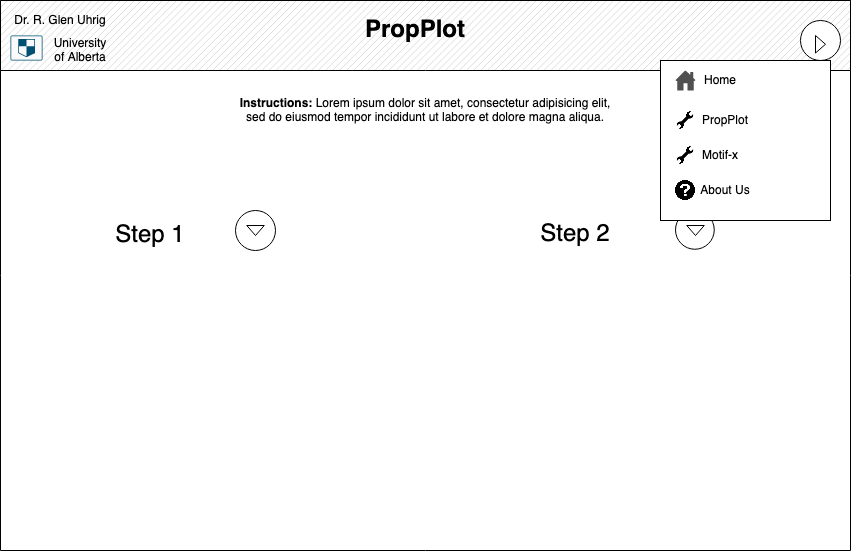 Dr. R. Glen Uhrig
University
of Alberta
PropPlot
Home
PropPlot
Motif-x
About Us
Instructions: Lorem ipsum dolor sit amet, consectetur adipisicing elit,
sed do eiusmod tempor incididunt ut labore et dolore magna aliqua.
Step 1
Step 2